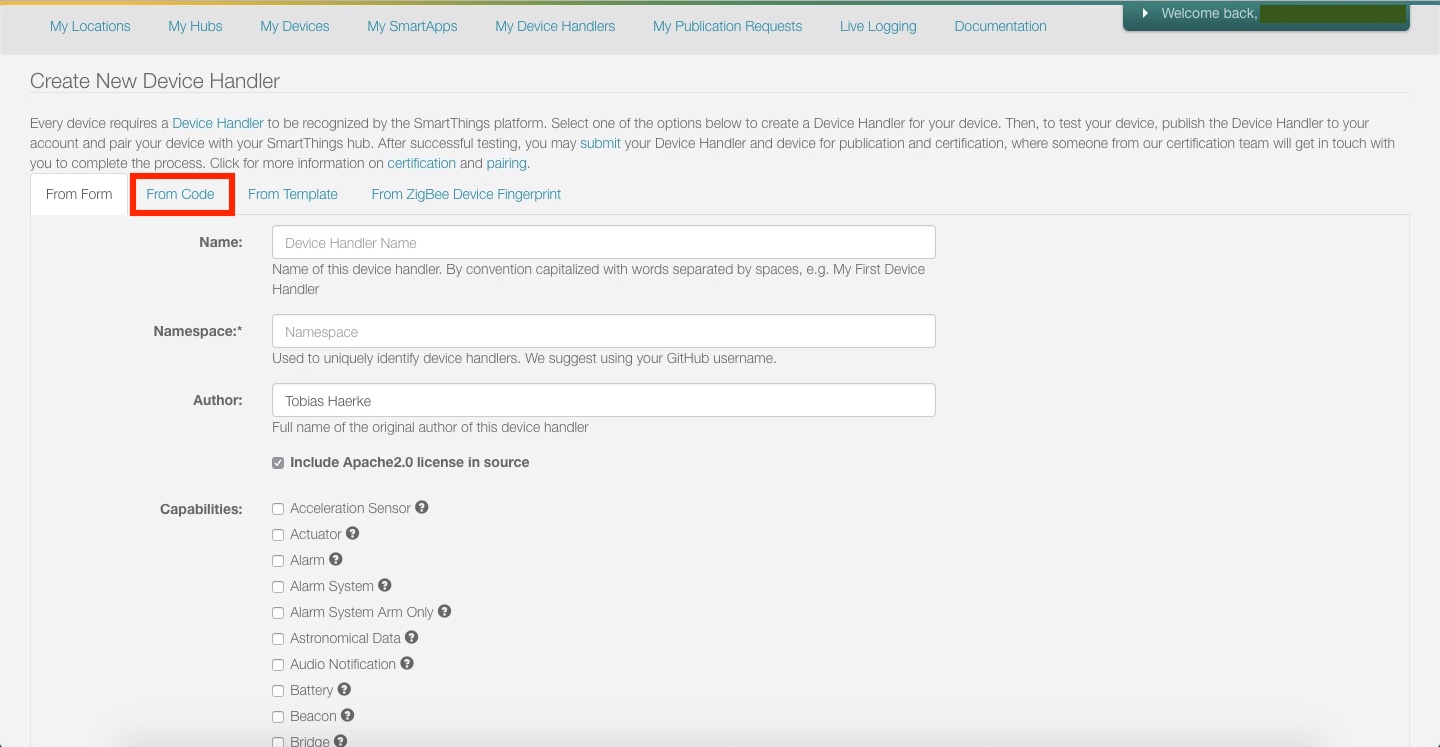 My Locations My Hubs My Devices My SmartApps My Device Handlers My Publication Requests Live Logging Documentation Welcome back,
Create New Device Handler
Every device requires a Device Handler to be recognized by the SmartThings platform. Select one of the options below to create a Device Handler for your device. Then, to test your device, publish the Device Handler to your
account and pair your device with your SmartThings hub. After successful testing, you may submit your Device Handler and device for publication and certification, where someone from our certification team will get in touch with
you to complete the process. Click for more information on certification and pairing.
From Form From Code From Template From ZigBee Device Fingerprint
Name: Device Handler Name
Name of this device handler. By convention capitalized with words separated by spaces, e.g. My First Device
Handler
Namespace:* Namespace
Used to uniquely identify device handlers. We suggest using your GitHub username.
Author: Tobias Haerke
Full name of the original author of this device handler
Include Apache2.0 license in source
Capabilities: Acceleration Sensor ?
Actuator ?
Alarm ?
Alarm System ?
Alarm System Arm Only ?
Astronomical Data ?
Audio Notification ?
Battery ?
Beacon ?
Bridge ?